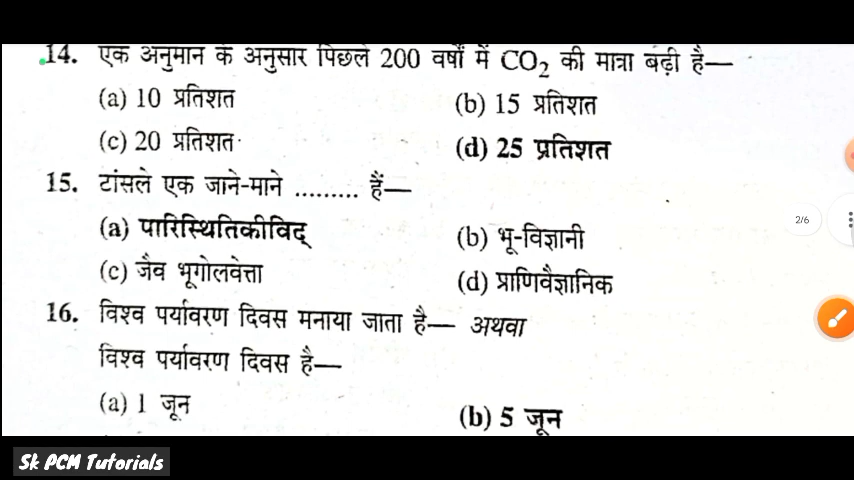 14. एक अनुमान के अनुसार पिछले 200 वर्षों में CO₂ की मात्रा बढ़ी है—
(a) 10 प्रतिशत (b) 15 प्रतिशत
(c) 20 प्रतिशत (d) 25 प्रतिशत
15. टांसले एक जाने-माने ......... हैं—
(a) पारिस्थितिकीविद् (b) भू-विज्ञानी
2/6
(c) जैव भूगोलवेत्ता (d) प्राणिवैज्ञानिक
16. विश्व पर्यावरण दिवस मनाया जाता है— अथवा
विश्व पर्यावरण दिवस है—
(a) 1 जून (b) 5 जून
Sk PCM Tutorials